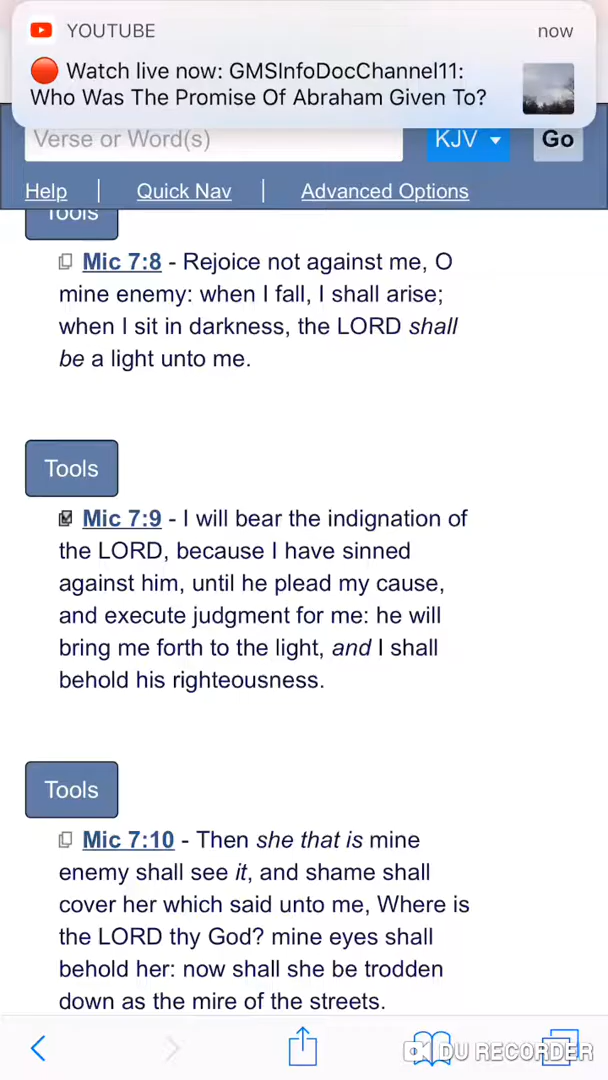 YOUTUBE now
🔴 Watch live now: GMSInfoDocChannel11:
Who Was The Promise Of Abraham Given To?
Verse or Word(s) KJV Go
Help | Quick Nav | Advanced Options
Tools
Mic 7:8 - Rejoice not against me, O
mine enemy: when I fall, I shall arise;
when I sit in darkness, the LORD shall
be a light unto me.
Tools
Mic 7:9 - I will bear the indignation of
the LORD, because I have sinned
against him, until he plead my cause,
and execute judgment for me: he will
bring me forth to the light, and I shall
behold his righteousness.
Tools
Mic 7:10 - Then she that is mine
enemy shall see it, and shame shall
cover her which said unto me, Where is
the LORD thy God? mine eyes shall
behold her: now shall she be trodden
down as the mire of the streets.
DU RECORDER